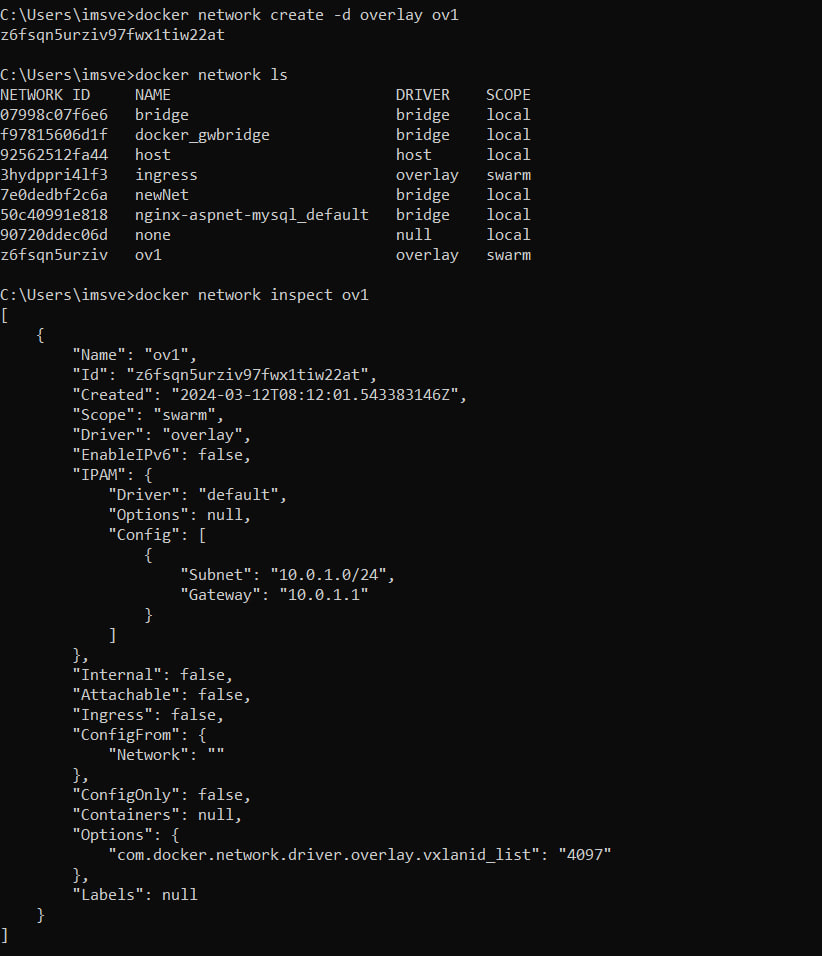 C:\Users\imsve>docker network create -d overlay ov1
z6fsqn5urziv97fwx1tiw22at

C:\Users\imsve>docker network ls
NETWORK ID     NAME                         DRIVER    SCOPE
07998c07f6e6   bridge                       bridge    local
f97815606d1f   docker_gwbridge              bridge    local
92562512fa44   host                         host      local
3hydppri4lf3   ingress                      overlay   swarm
7e0dedbf2c6a   newNet                       bridge    local
50c40991e818   nginx-aspnet-mysql_default   bridge    local
90720ddec06d   none                         null      local
z6fsqn5urziv   ov1                          overlay   swarm

C:\Users\imsve>docker network inspect ov1
[
    {
        "Name": "ov1",
        "Id": "z6fsqn5urziv97fwx1tiw22at",
        "Created": "2024-03-12T08:12:01.543383146Z",
        "Scope": "swarm",
        "Driver": "overlay",
        "EnableIPv6": false,
        "IPAM": {
            "Driver": "default",
            "Options": null,
            "Config": [
                {
                    "Subnet": "10.0.1.0/24",
                    "Gateway": "10.0.1.1"
                }
            ]
        },
        "Internal": false,
        "Attachable": false,
        "Ingress": false,
        "ConfigFrom": {
            "Network": ""
        },
        "ConfigOnly": false,
        "Containers": null,
        "Options": {
            "com.docker.network.driver.overlay.vxlanid_list": "4097"
        },
        "Labels": null
    }
]